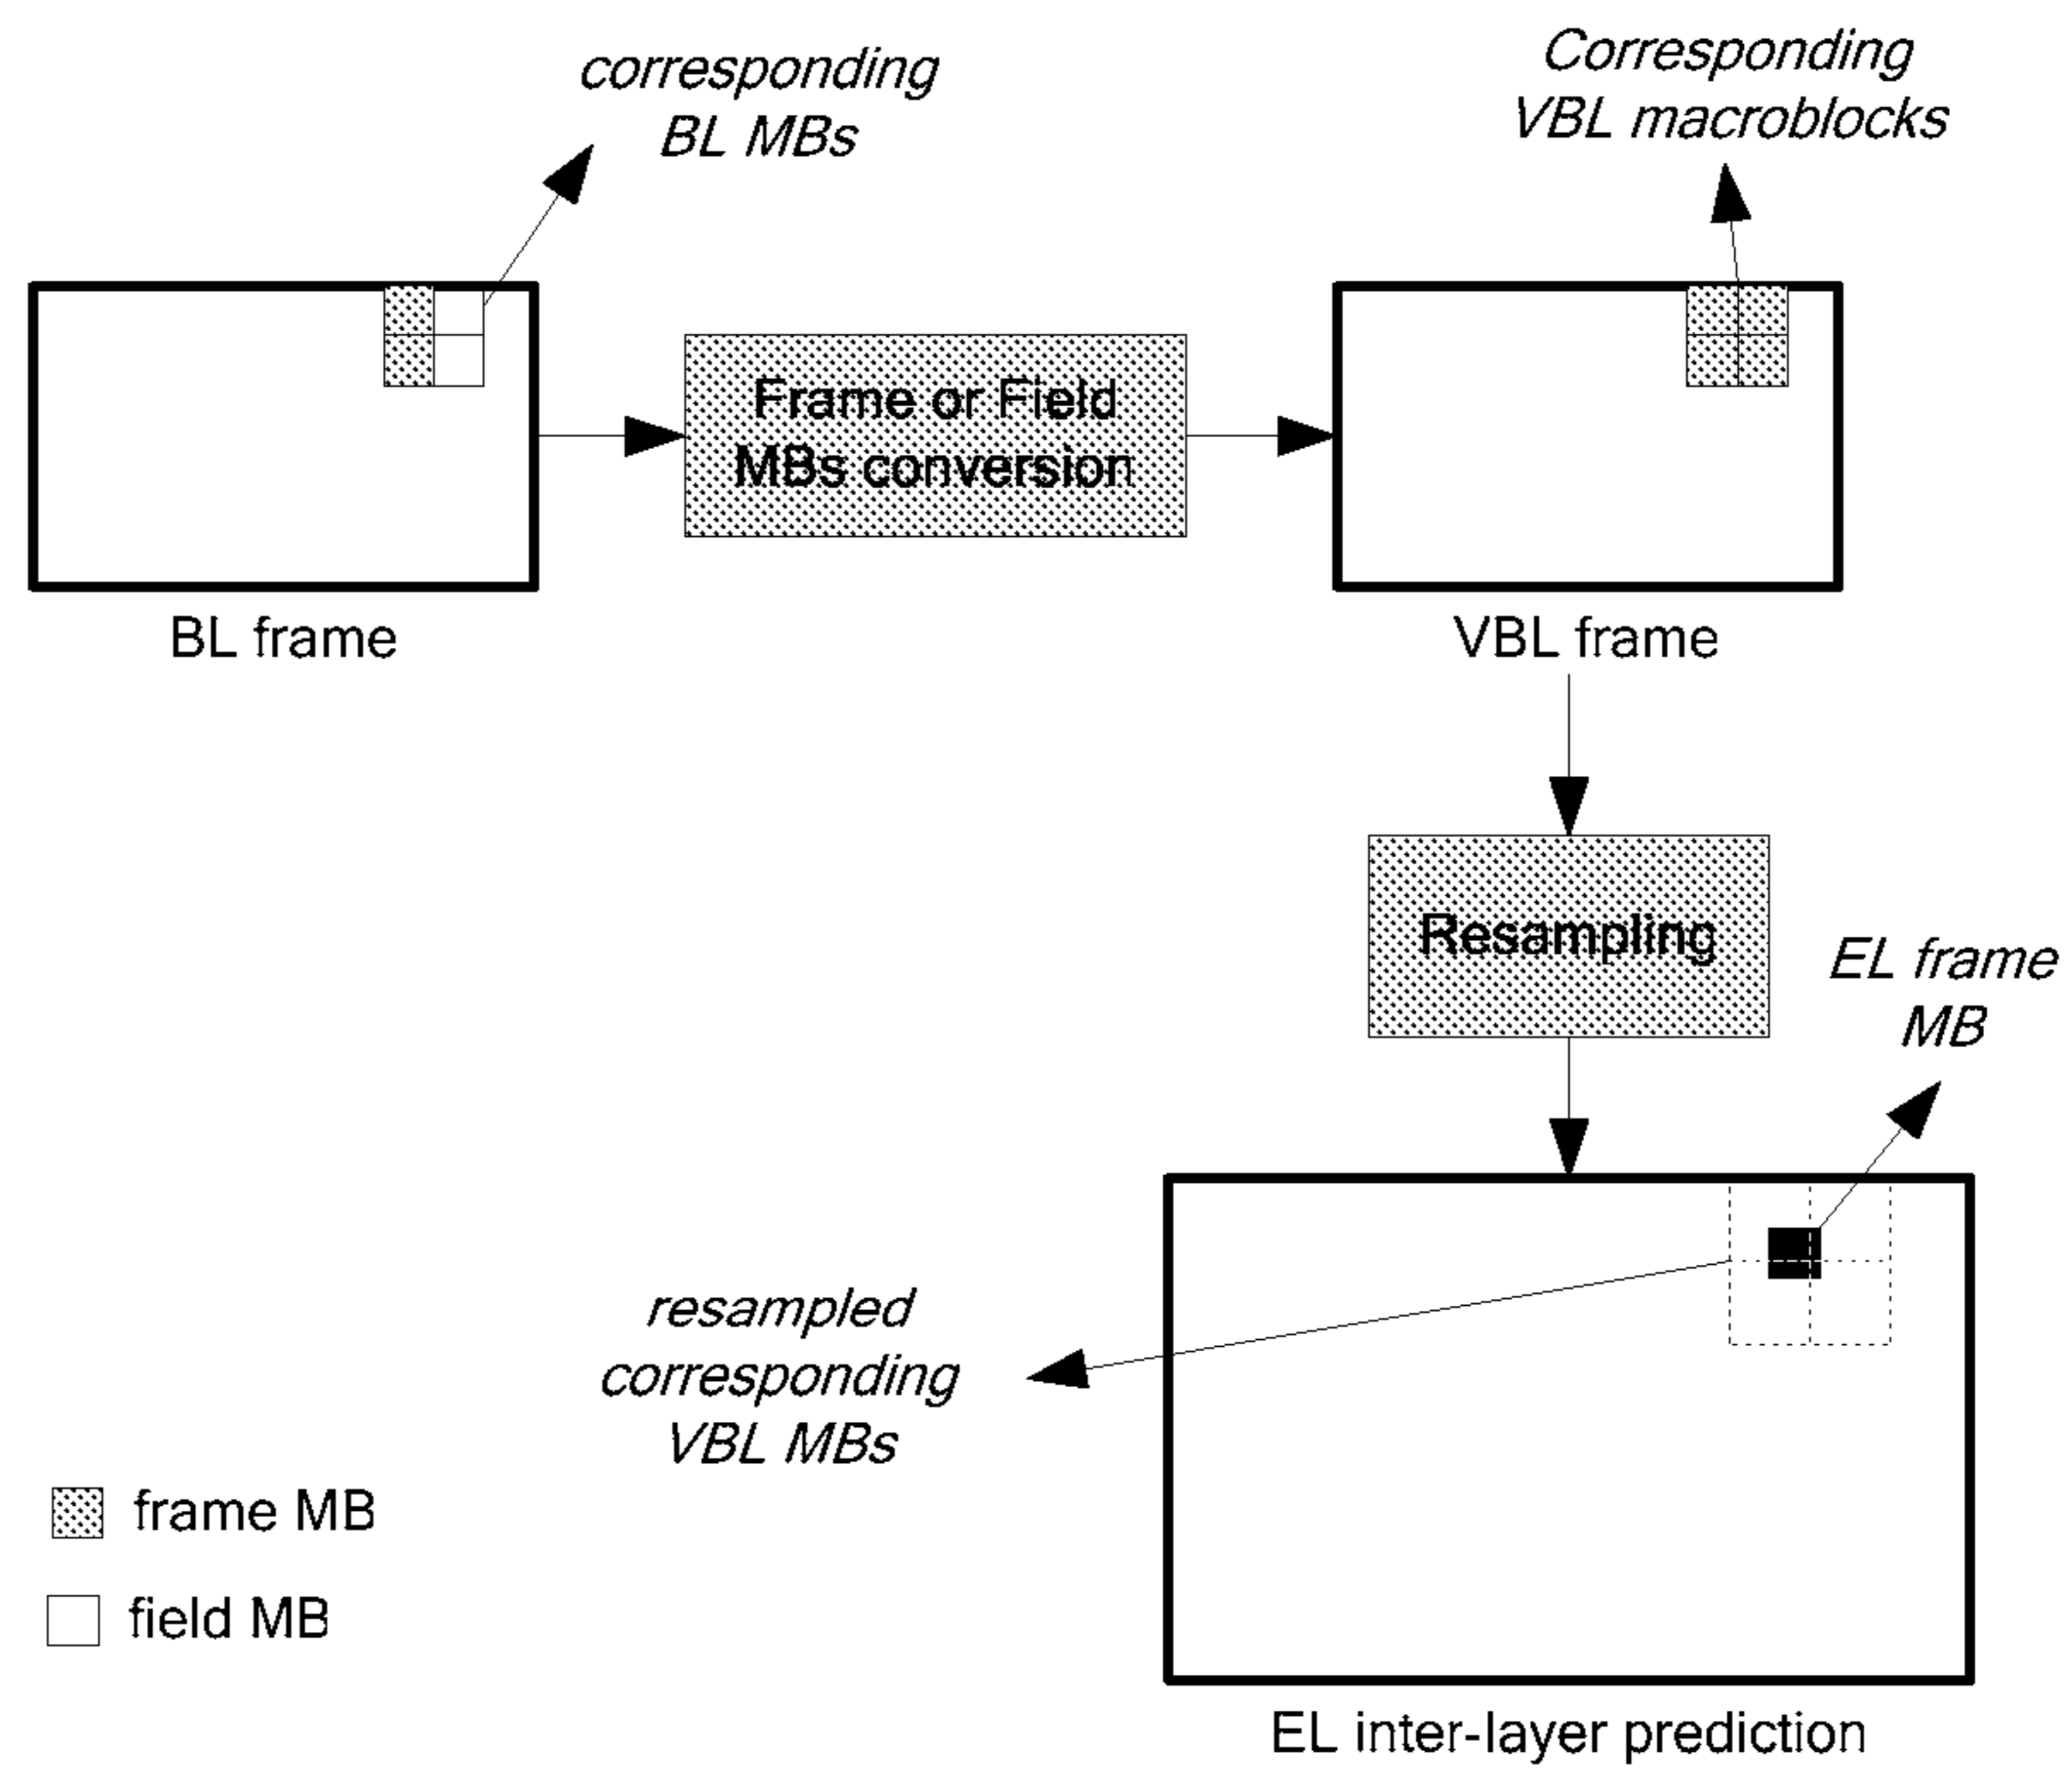 corresponding
BL MBs
Corresponding
VBL macroblocks
Frame or Field
MBs conversion
BL frame
VBL frame
Resampling
EL frame
MB
resampled
corresponding
VBL MBs
frame MB
field MB
EL inter-layer prediction